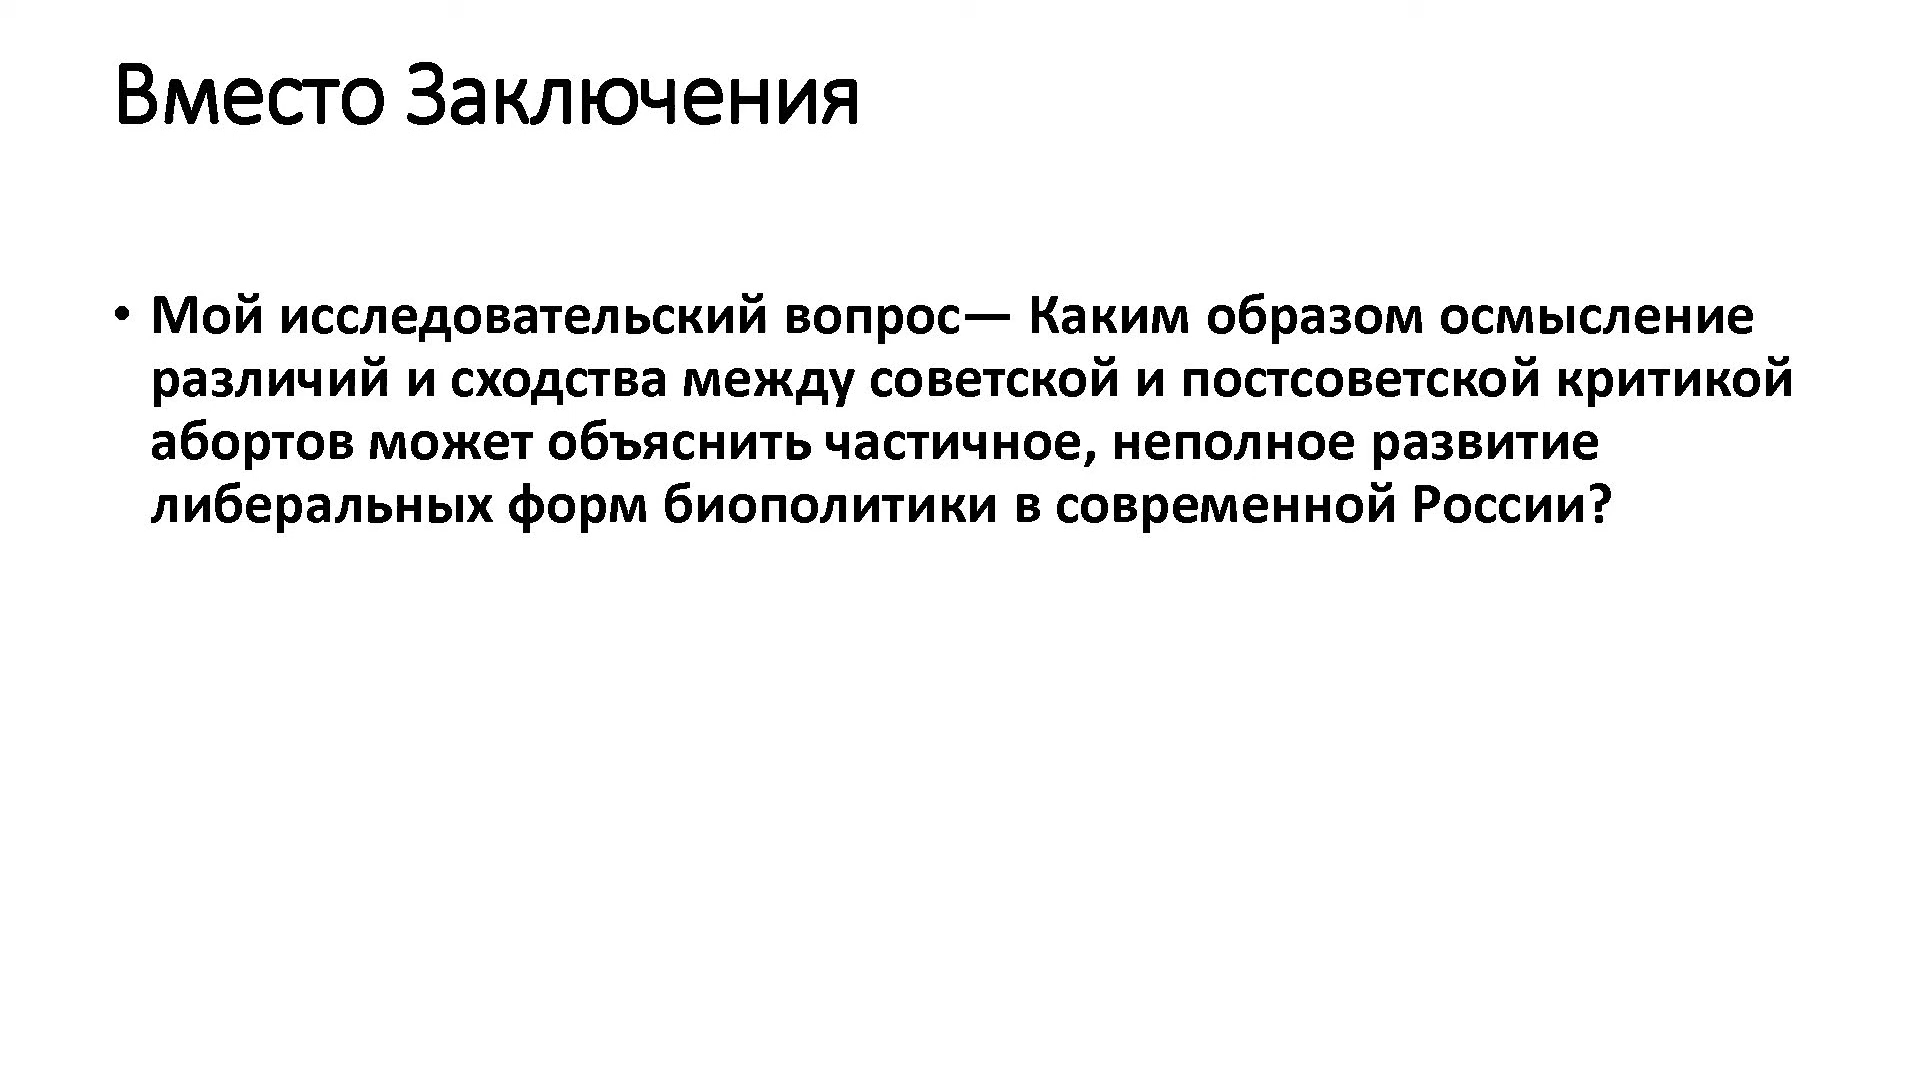 Вместо Заключения
• Мой исследовательский вопрос— Каким образом осмысление
различий и сходства между советской и постсоветской критикой
абортов может объяснить частичное, неполное развитие
либеральных форм биополитики в современной России?